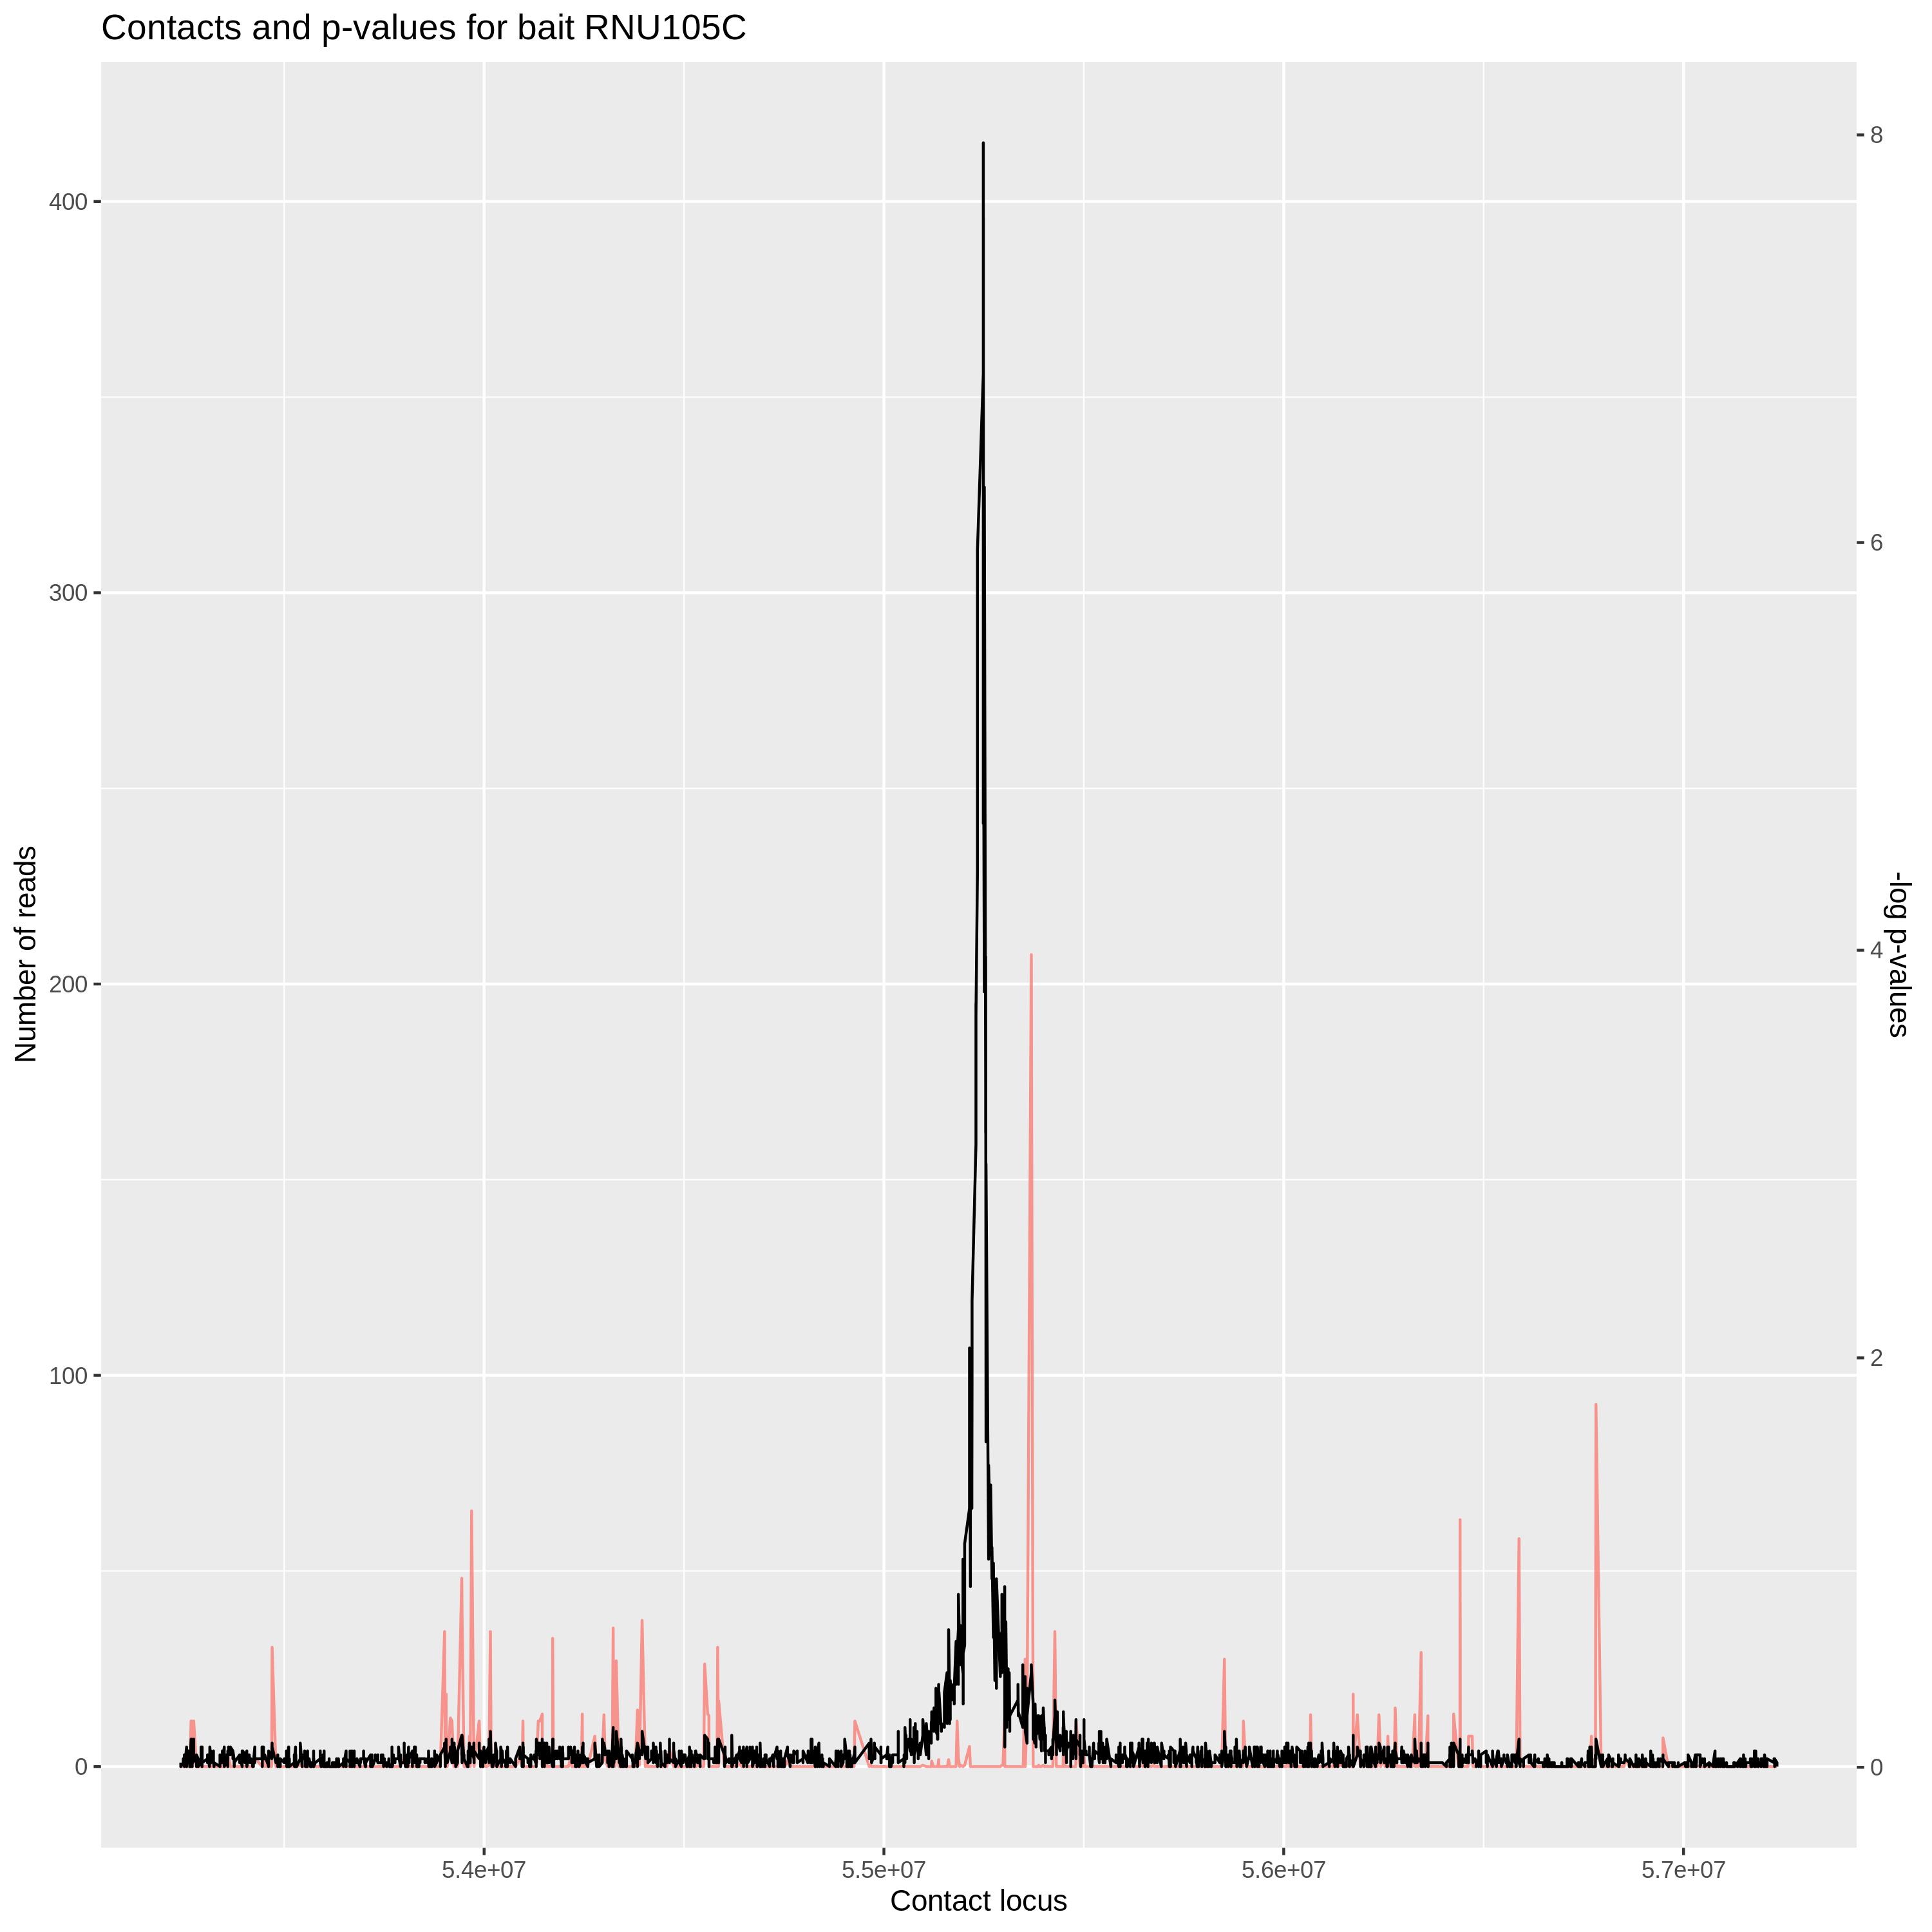 Contacts and p-values for bait RNU105C
400
300
200
100
0
Number of reads
8
6
4
2
0
-log p-values
5.4e+07
5.5e+07
5.6e+07
5.7e+07
Contact locus